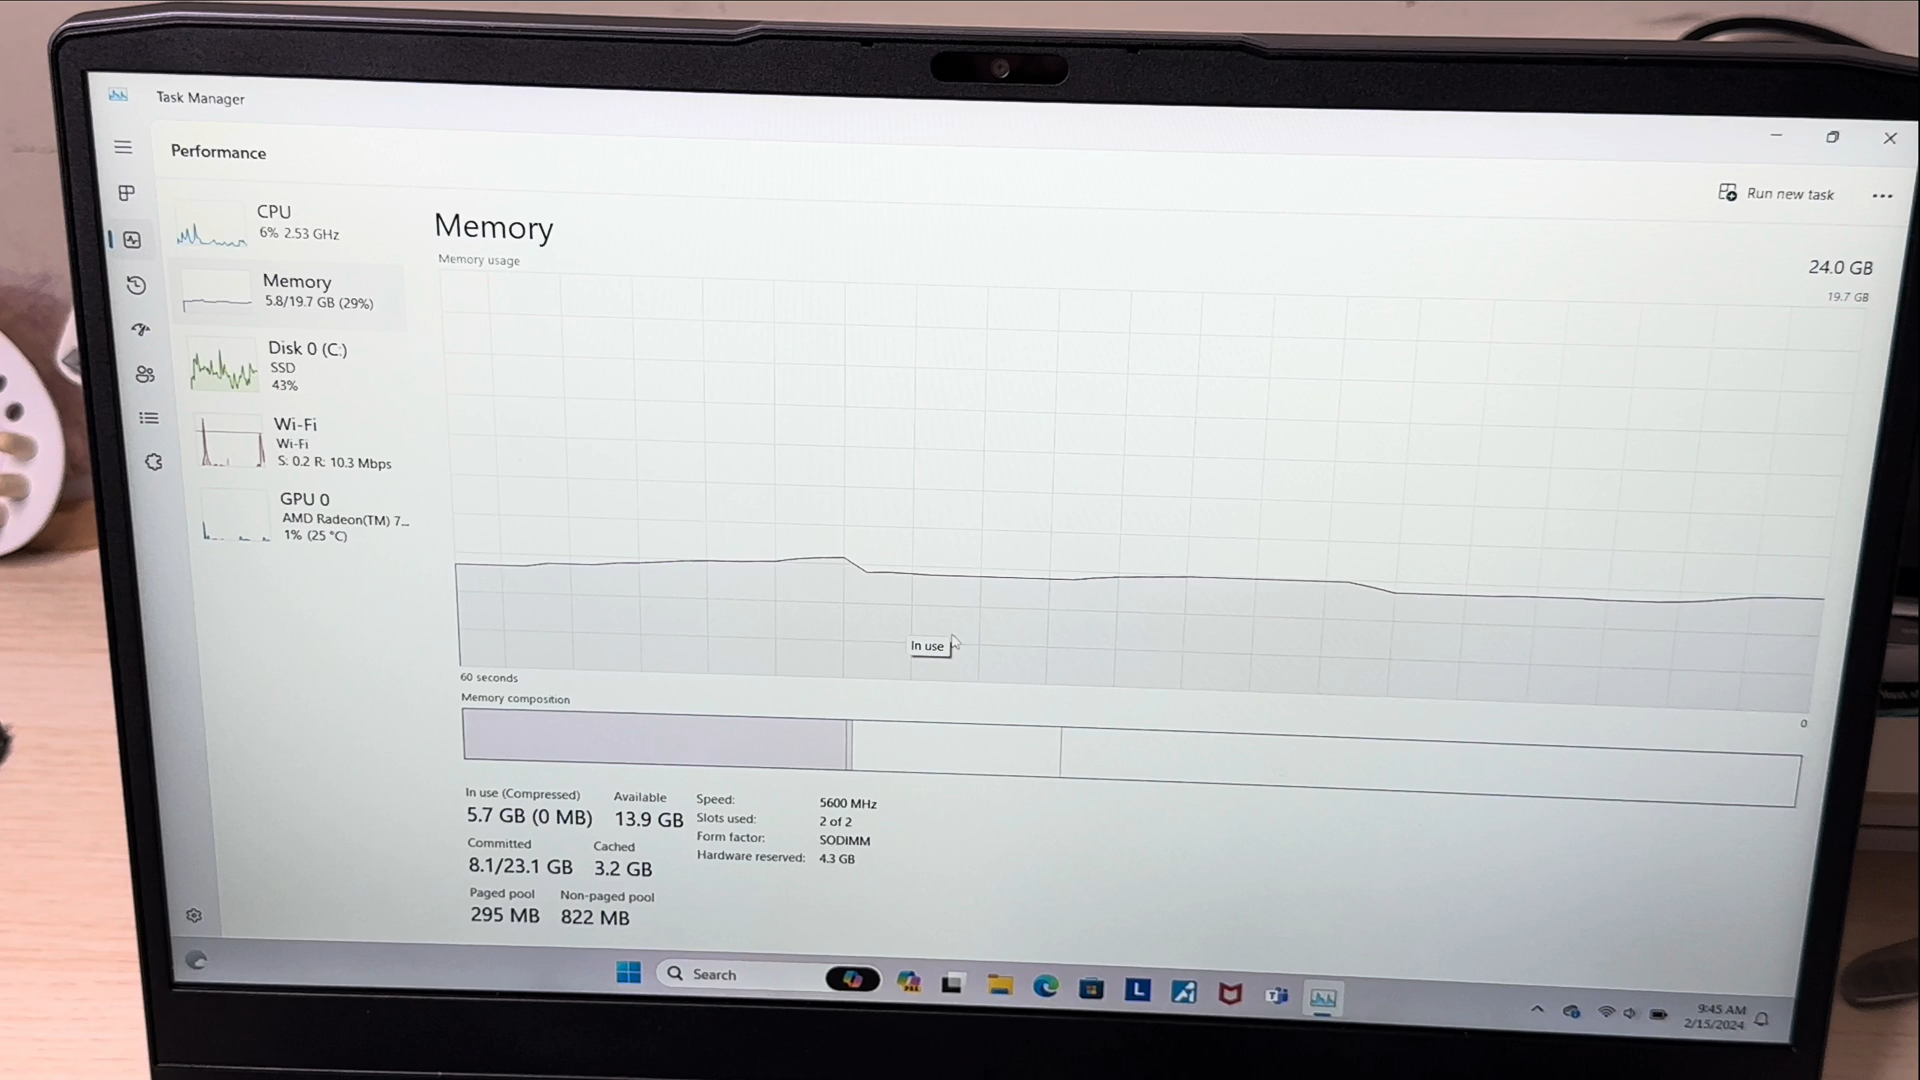 Task Manager
Performance
Run new task
CPU
6% 2.53 GHz
Memory
5.8/19.7 GB (29%)
Disk 0 (C:)
SSD
43%
Wi-Fi
Wi-Fi
S: 0.2 R: 10.3 Mbps
GPU 0
AMD Radeon(TM) 7...
1% (25 °C)
Memory
24.0 GB
Memory usage
19.7 GB
In use
60 seconds
0
Memory composition
In use (Compressed)
5.7 GB (0 MB)
Available
13.9 GB
Committed
8.1/23.1 GB
Cached
3.2 GB
Paged pool
295 MB
Non-paged pool
822 MB
Speed: 5600 MHz
Slots used: 2 of 2
Form factor: SODIMM
Hardware reserved: 4.3 GB
Search
L
9:45 AM
2/15/2024